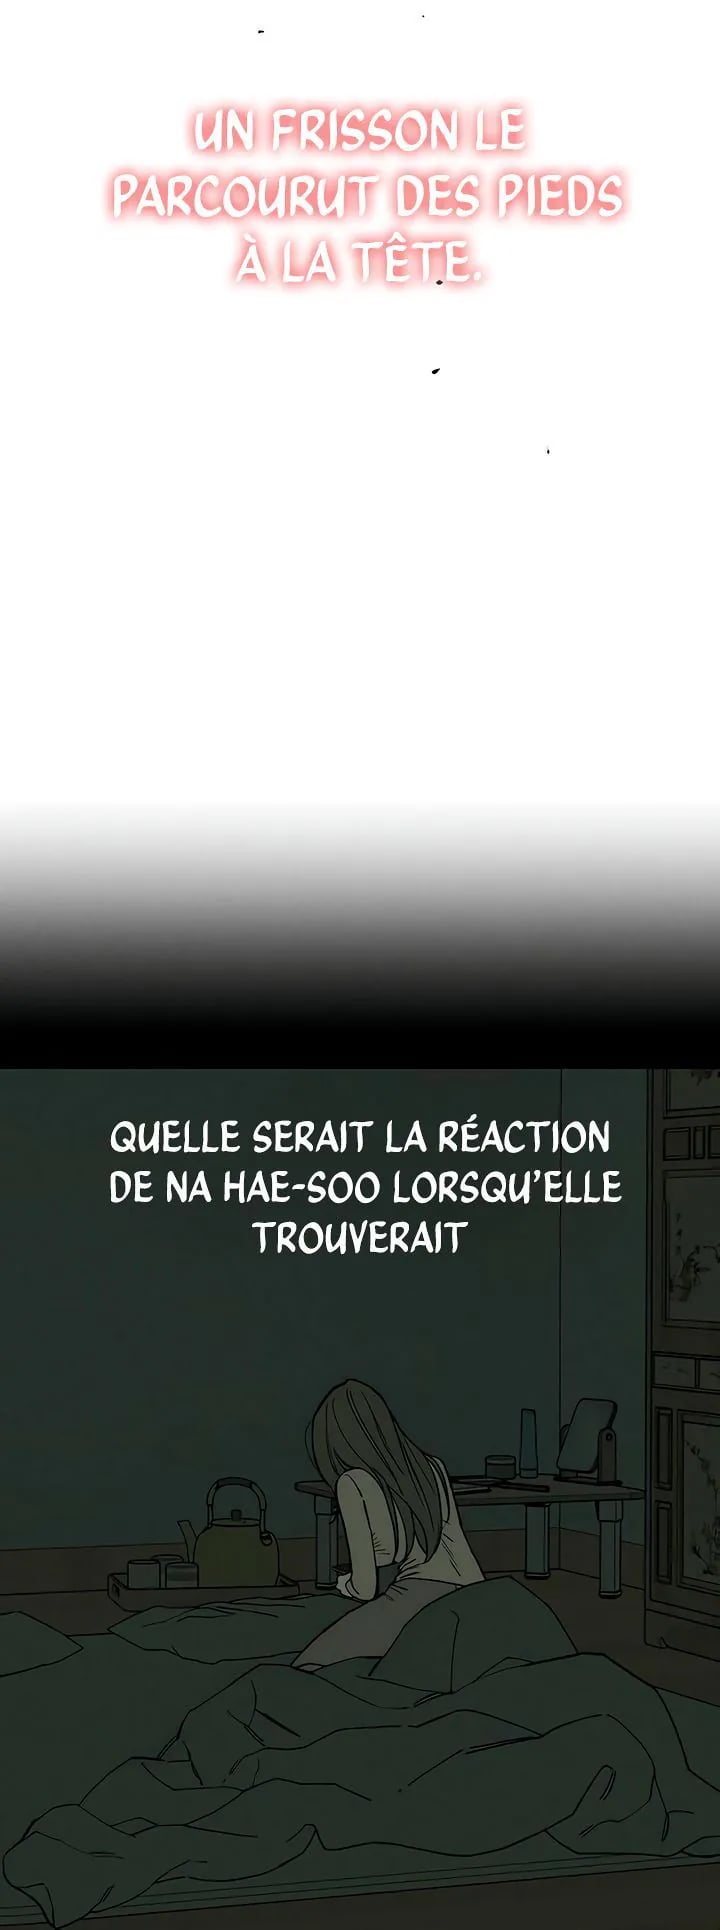 UN FRISSON LE
PARCOURUT DES PIEDS
À LA TÊTE.
QUELLE SERAIT LA RÉACTION
DE NA HAE-SOO LORSQU'ELLE
TROUVERAIT